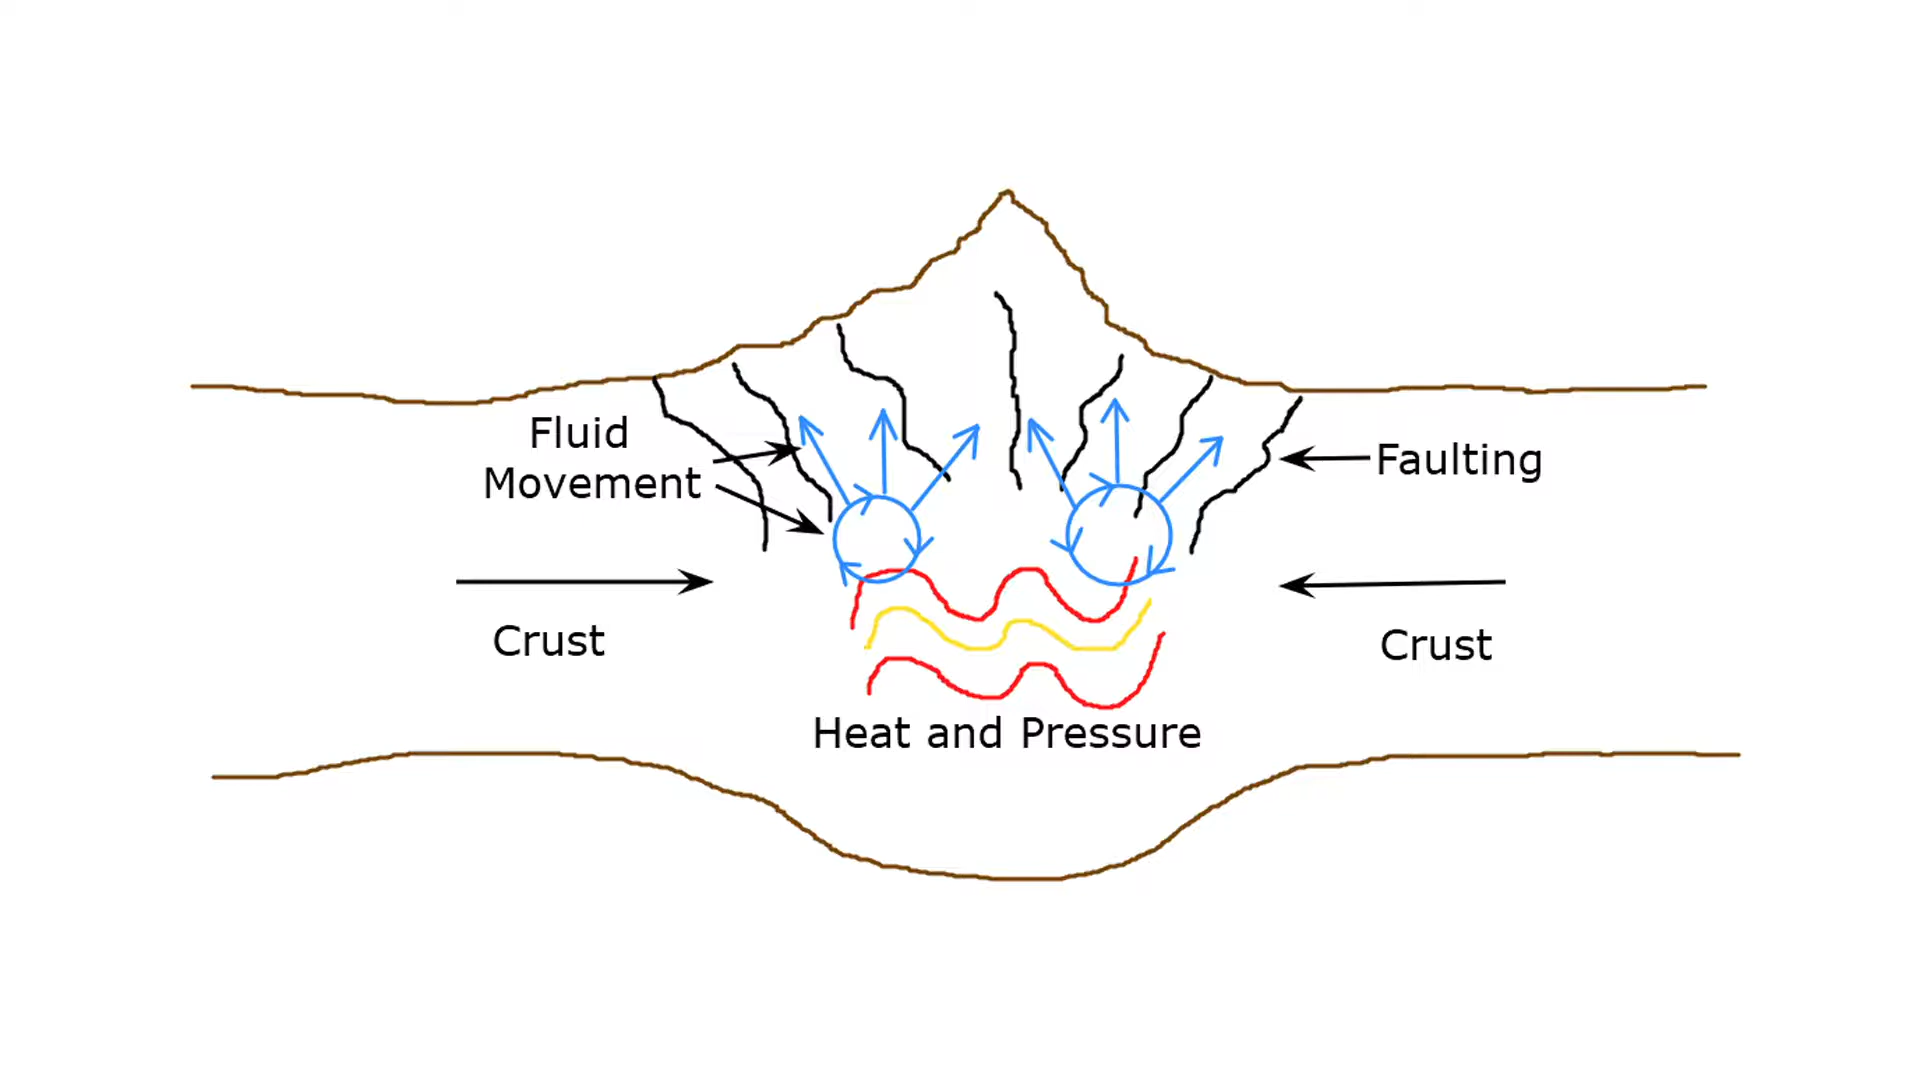 Fluid
Movement
Faulting
Crust
Crust
Heat and Pressure